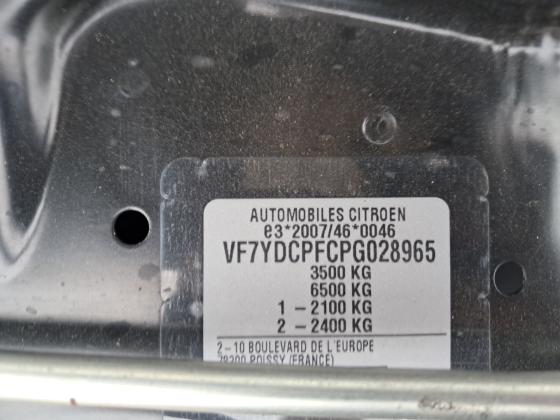 AUTOMOBILES CITROEN
e3*2007/46*0046
VF7YDCPFCPG028965
3500 KG
6500 KG
1 - 2100 KG
2 - 2400 KG
2-10 BOULEVARD DE L'EUROPE
78300 POISSY (FRANCE)